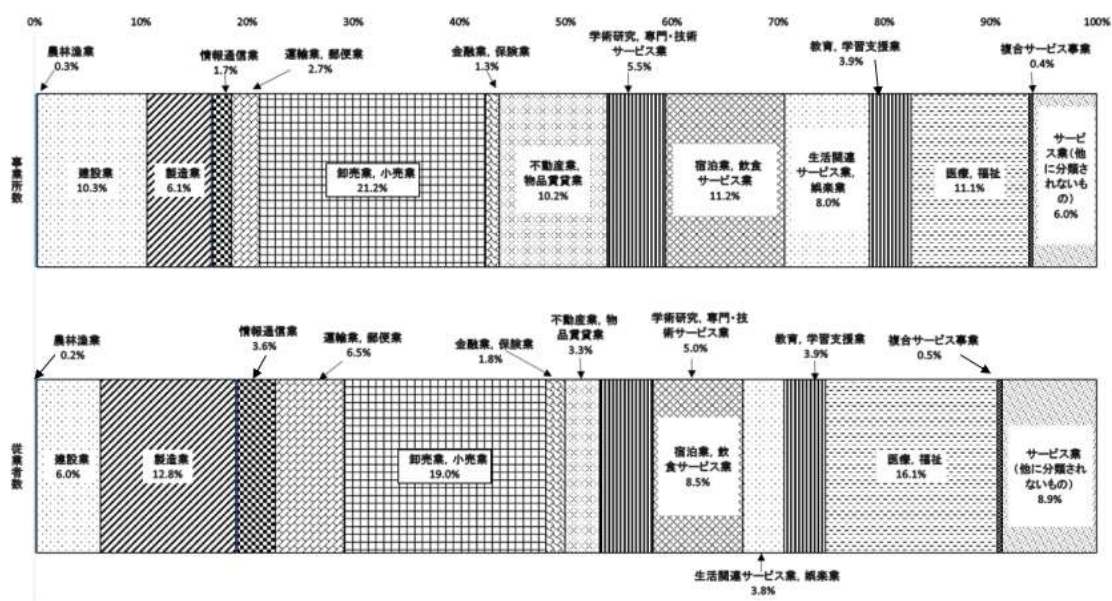 0% 10% 20% 30% 40% 50% 60% 70% 80% 90% 100%
農林漁業
0.3%
情報通信業
1.7%
運輸業, 郵便業
2.7%
金融業, 保険業
1.3%
学術研究, 専門・技術
サービス業
5.5%
教育, 学習支援業
3.9%
複合サービス事業
0.4%
事業所数
建設業
10.3%
製造業
6.1%
卸売業, 小売業
21.2%
不動産業,
物品賃貸業
10.2%
宿泊業, 飲食
サービス業
11.2%
生活関連
サービス業,
娯楽業
8.0%
医療, 福祉
11.1%
サービ
ス業(他
に分類さ
れないも
の)
6.0%
農林漁業
0.2%
情報通信業
3.6%
運輸業, 郵便業
6.5%
金融業, 保険業
1.8%
不動産業, 物
品賃貸業
3.3%
学術研究, 専門・技
術サービス業
5.0%
教育, 学習支援業
3.9%
複合サービス事業
0.5%
従業者数
建設業
6.0%
製造業
12.8%
卸売業, 小売業
19.0%
宿泊業, 飲
食サービス業
8.5%
医療, 福祉
16.1%
サービス業
(他に分類され
ないもの)
8.9%
生活関連サービス業, 娯楽業
3.8%